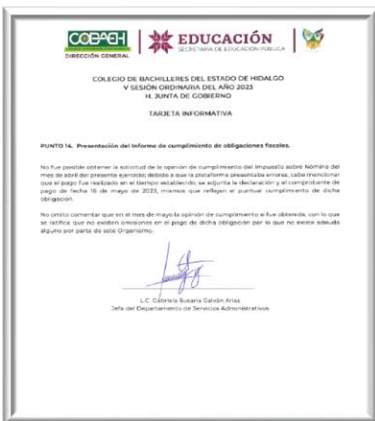 COBAEH
DIRECCIÓN GENERAL
EDUCACIÓN
SECRETARÍA DE EDUCACIÓN PÚBLICA
COLEGIO DE BACHILLERES DEL ESTADO DE HIDALGO
V SESIÓN ORDINARIA DEL AÑO 2023
H. JUNTA DE GOBIERNO
TARJETA INFORMATIVA
PUNTO 14. Presentación del Informe de cumplimiento de obligaciones fiscales.
No fue posible obtener la solicitud de la opinión de cumplimiento del Impuesto sobre Nómina del
mes de abril del presente ejercicio; debido a que la plataforma presentaba errores, cabe mencionar
que el pago fue realizado en el tiempo establecido, se adjunta la declaración y el comprobante de
pago de fecha 16 de mayo de 2023, mismos que reflejan el puntual cumplimiento de dicha
obligación.
No omito comentar que en el mes de mayo la opinión de cumplimiento si fue obtenida, con lo que
se ratifica que no existen omisiones en el pago de dicha obligación por lo que no existe adeudo
alguno por parte de este Organismo.
L.C. Gabriela Susana Galván Arias
Jefa del Departamento de Servicios Administrativos